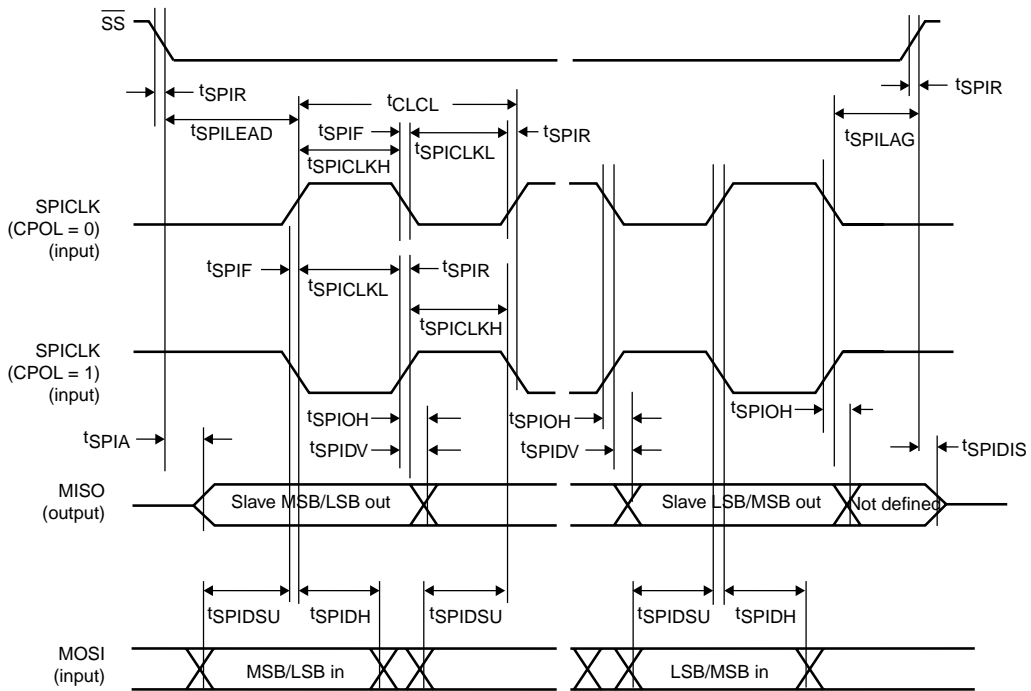 SS
tSPIR
tSPIR
tCLCL
tSPILEAD
tSPIF
tSPIR
tSPILAG
tSPICLKH
tSPICLKL
SPICLK
(CPOL = 0)
(input)
tSPIF
tSPICLKL
tSPIR
tSPICLKH
SPICLK
(CPOL = 1)
(input)
tSPIOH
tSPIOH
tSPIOH
tSPIA
tSPIDV
tSPIDV
tSPIDIS
MISO
(output)
Slave MSB/LSB out
Slave LSB/MSB out
Not defined
tSPIDSU
tSPIDH
tSPIDSU
tSPIDSU
tSPIDH
MOSI
(input)
MSB/LSB in
LSB/MSB in